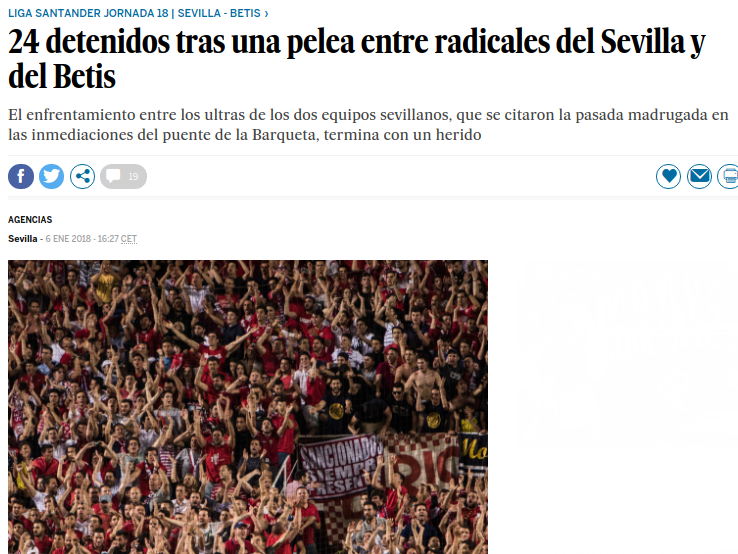 LIGA SANTANDER JORNADA 18 | SEVILLA - BETIS ›
24 detenidos tras una pelea entre radicales del Sevilla y
del Betis
El enfrentamiento entre los ultras de los dos equipos sevillanos, que se citaron la pasada madrugada en
las inmediaciones del puente de la Barqueta, termina con un herido
19
AGENCIAS
Sevilla - 6 ENE 2018 - 16:27 CET